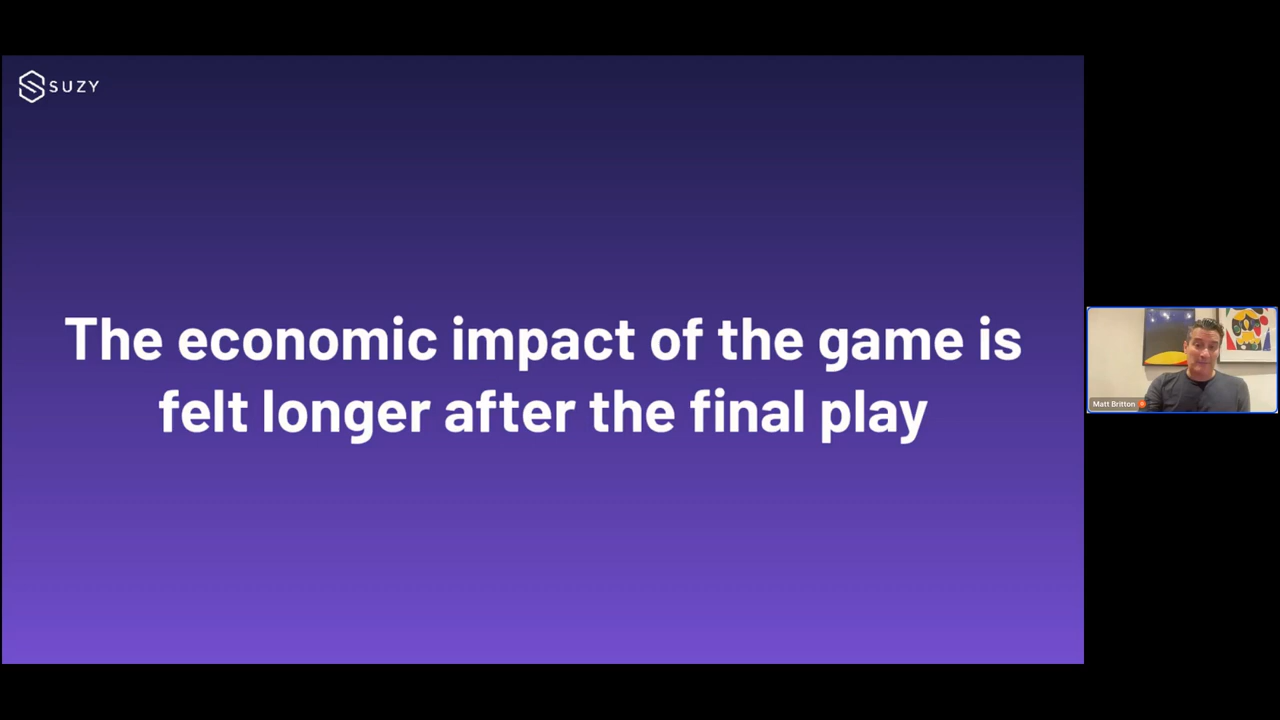 SUZY
The economic impact of the game is
felt longer after the final play
Matt Britton